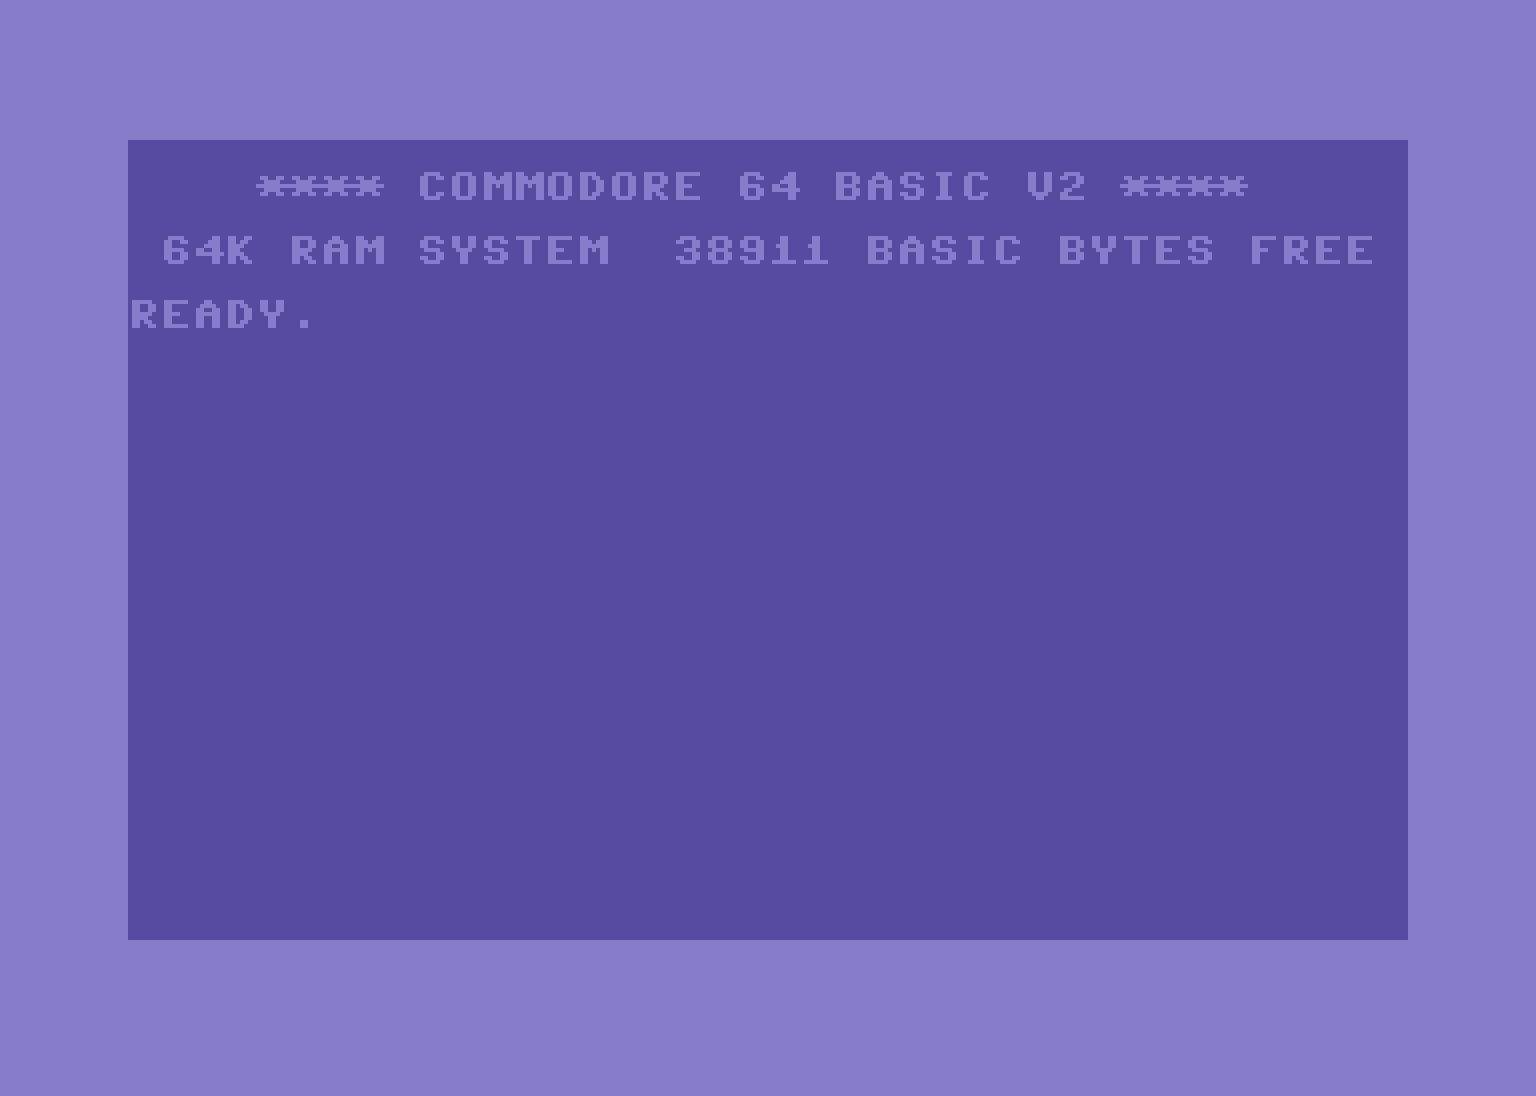 **** COMMODORE 64 BASIC V2 ****
64K RAM SYSTEM  38911 BASIC BYTES FREE
READY.